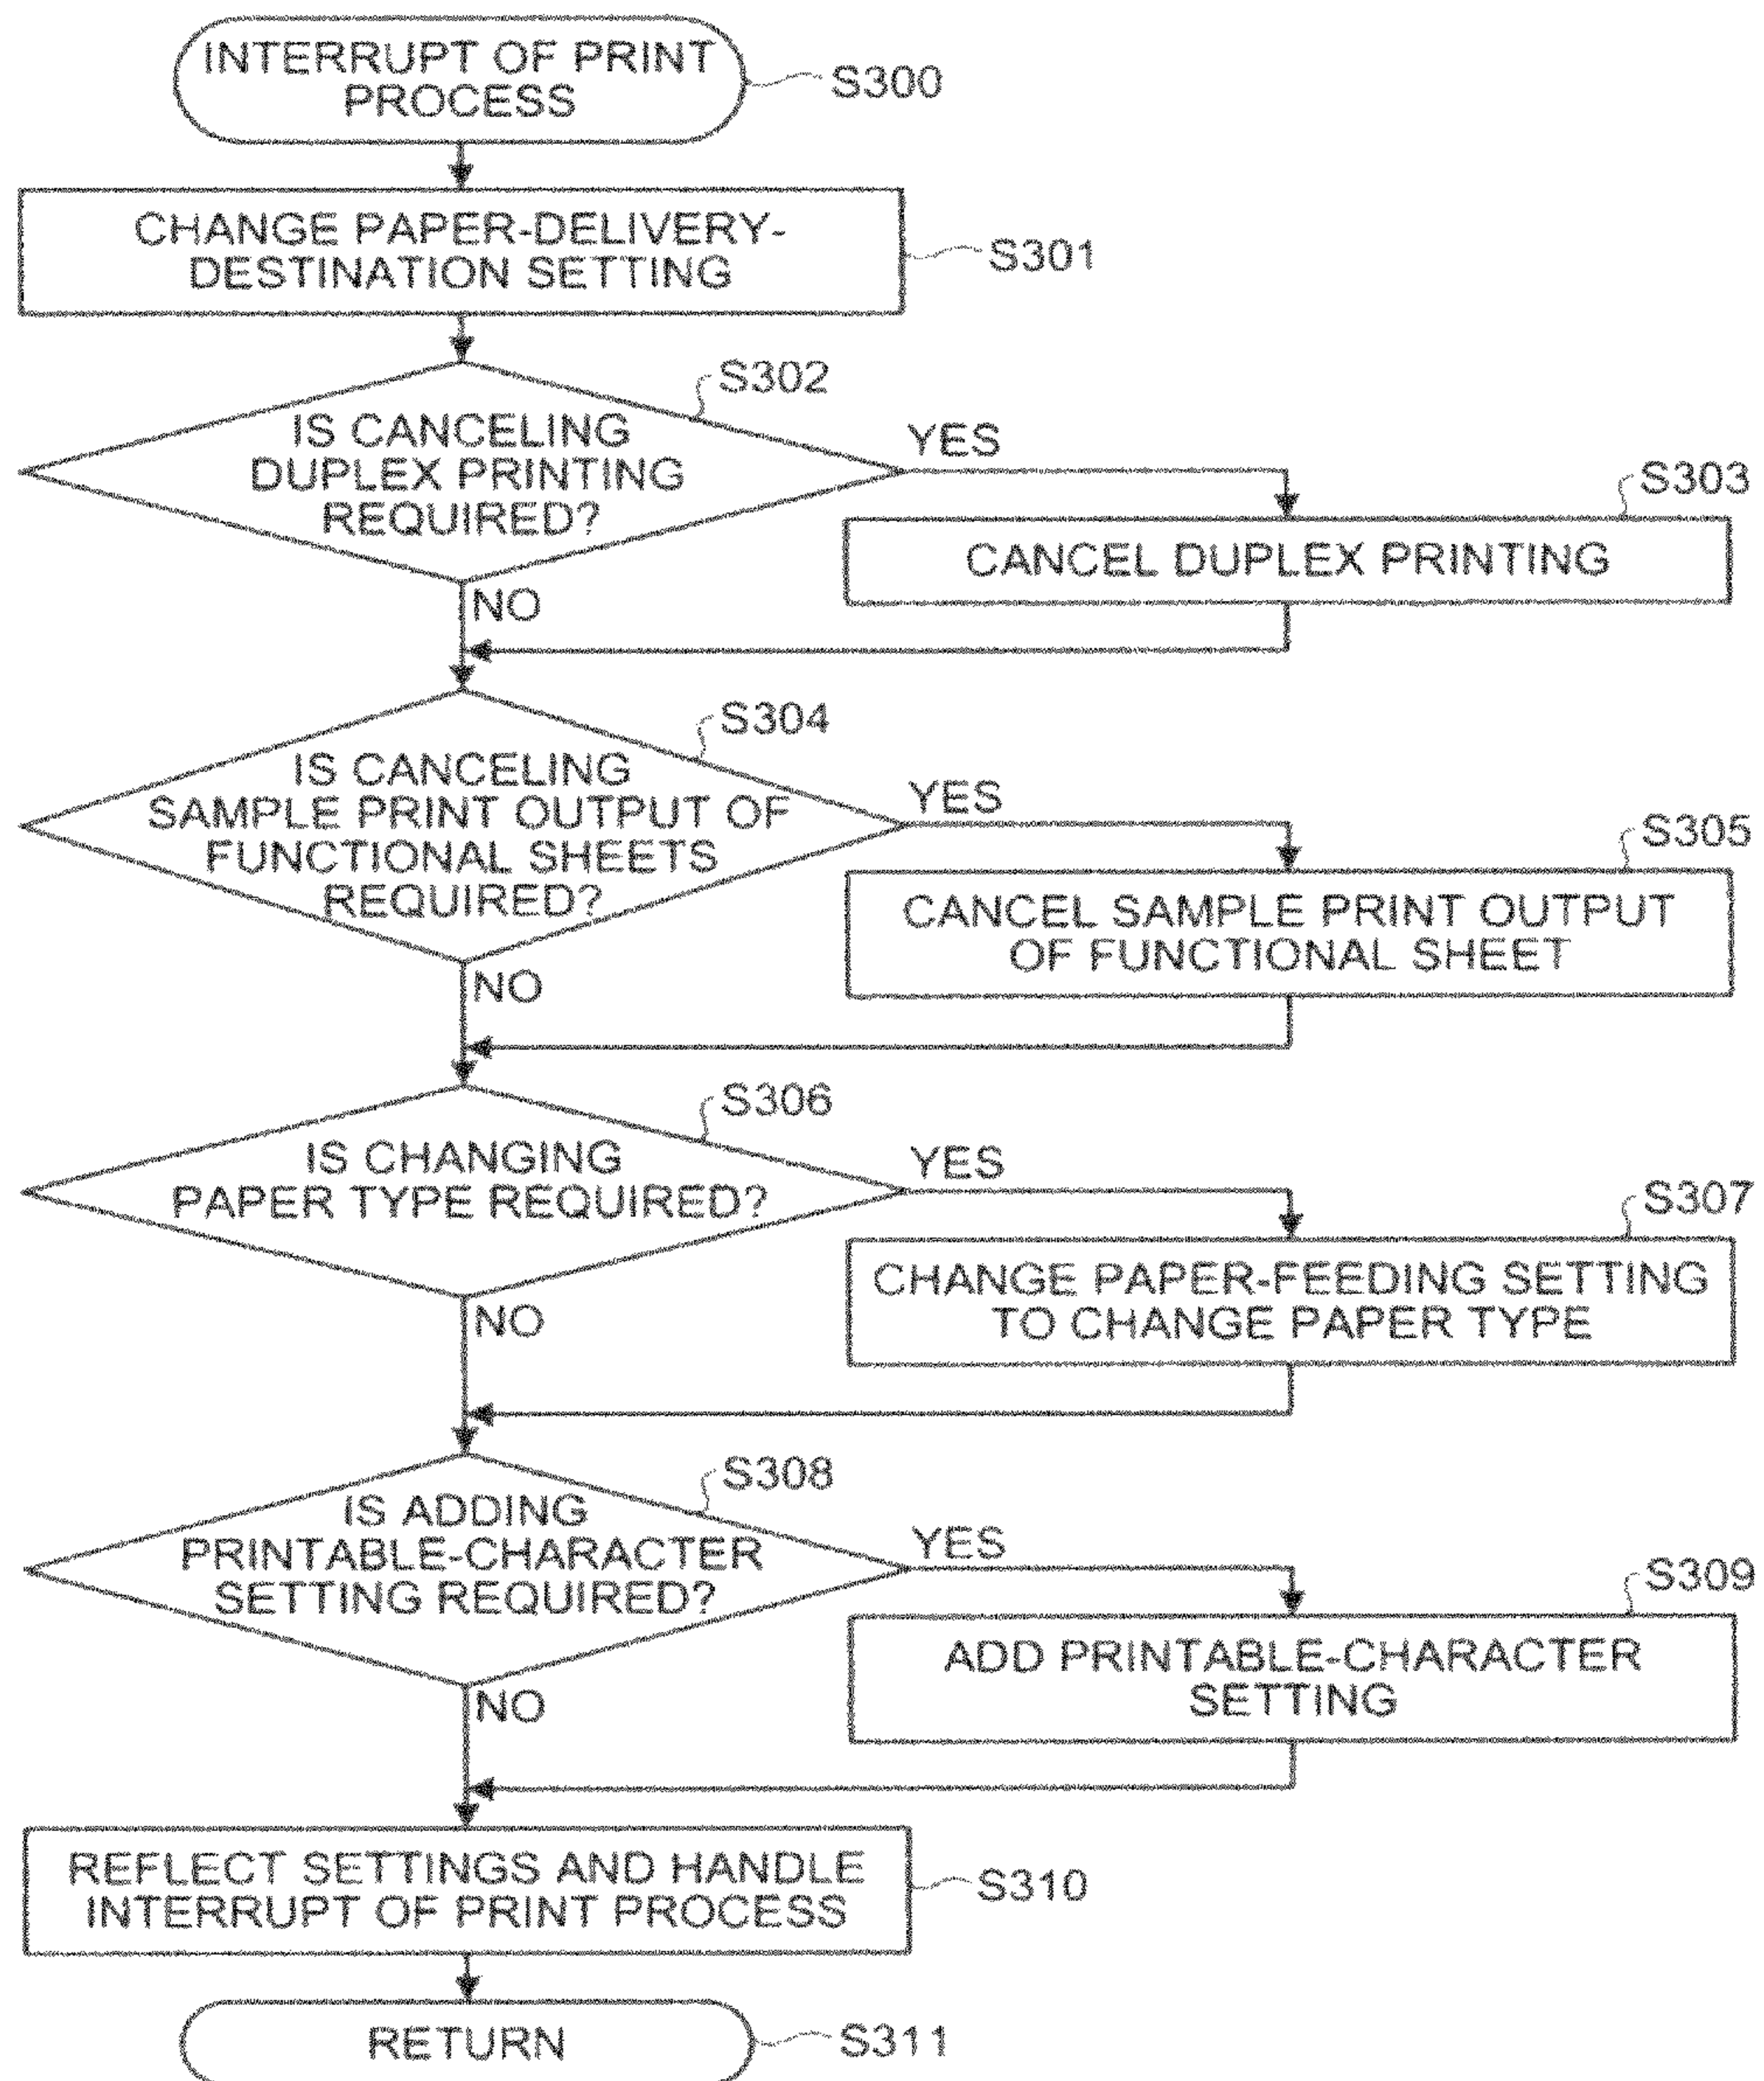 INTERRUPT OF PRINT
PROCESS
S300
CHANGE PAPER-DELIVERY-
DESTINATION SETTING
S301
S302
IS CANCELING
DUPLEX PRINTING
REQUIRED?
YES
S303
CANCEL DUPLEX PRINTING
NO
S304
IS CANCELING
SAMPLE PRINT OUTPUT OF
FUNCTIONAL SHEETS
REQUIRED?
YES
S305
CANCEL SAMPLE PRINT OUTPUT
OF FUNCTIONAL SHEET
NO
S306
IS CHANGING
PAPER TYPE REQUIRED?
YES
S307
CHANGE PAPER-FEEDING SETTING
TO CHANGE PAPER TYPE
NO
S308
IS ADDING
PRINTABLE-CHARACTER
SETTING REQUIRED?
YES
S309
ADD PRINTABLE-CHARACTER
SETTING
NO
REFLECT SETTINGS AND HANDLE
INTERRUPT OF PRINT PROCESS
S310
RETURN
S311